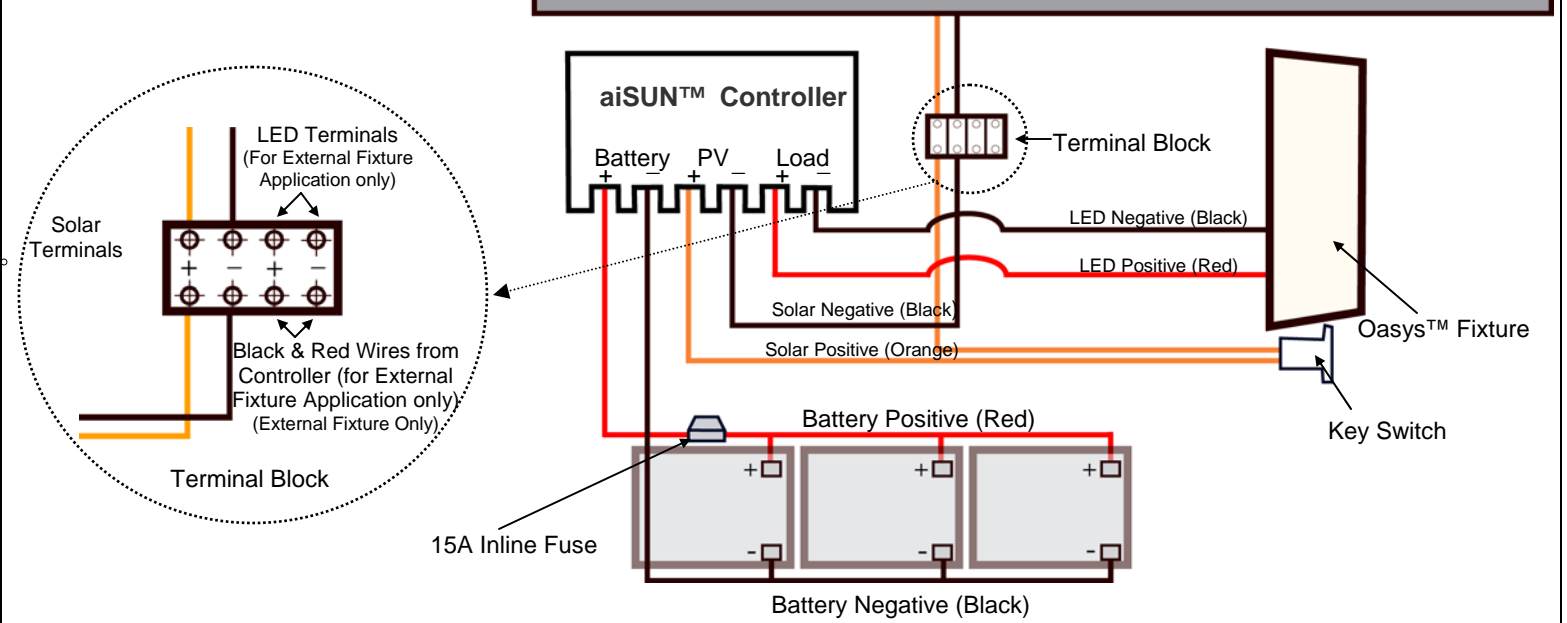 aiSUN™ Controller
Battery PV Load
+ _ + _ + _
Terminal Block
LED Negative (Black)
LED Positive (Red)
Solar Negative (Black)
Solar Positive (Orange)
Oasys™ Fixture
Key Switch
LED Terminals
(For External Fixture
Application only)
Solar
Terminals
+ − + −
Black & Red Wires from
Controller (for External
Fixture Application only)
(External Fixture Only)
Terminal Block
Battery Positive (Red)
+ + +
15A Inline Fuse
- - -
Battery Negative (Black)